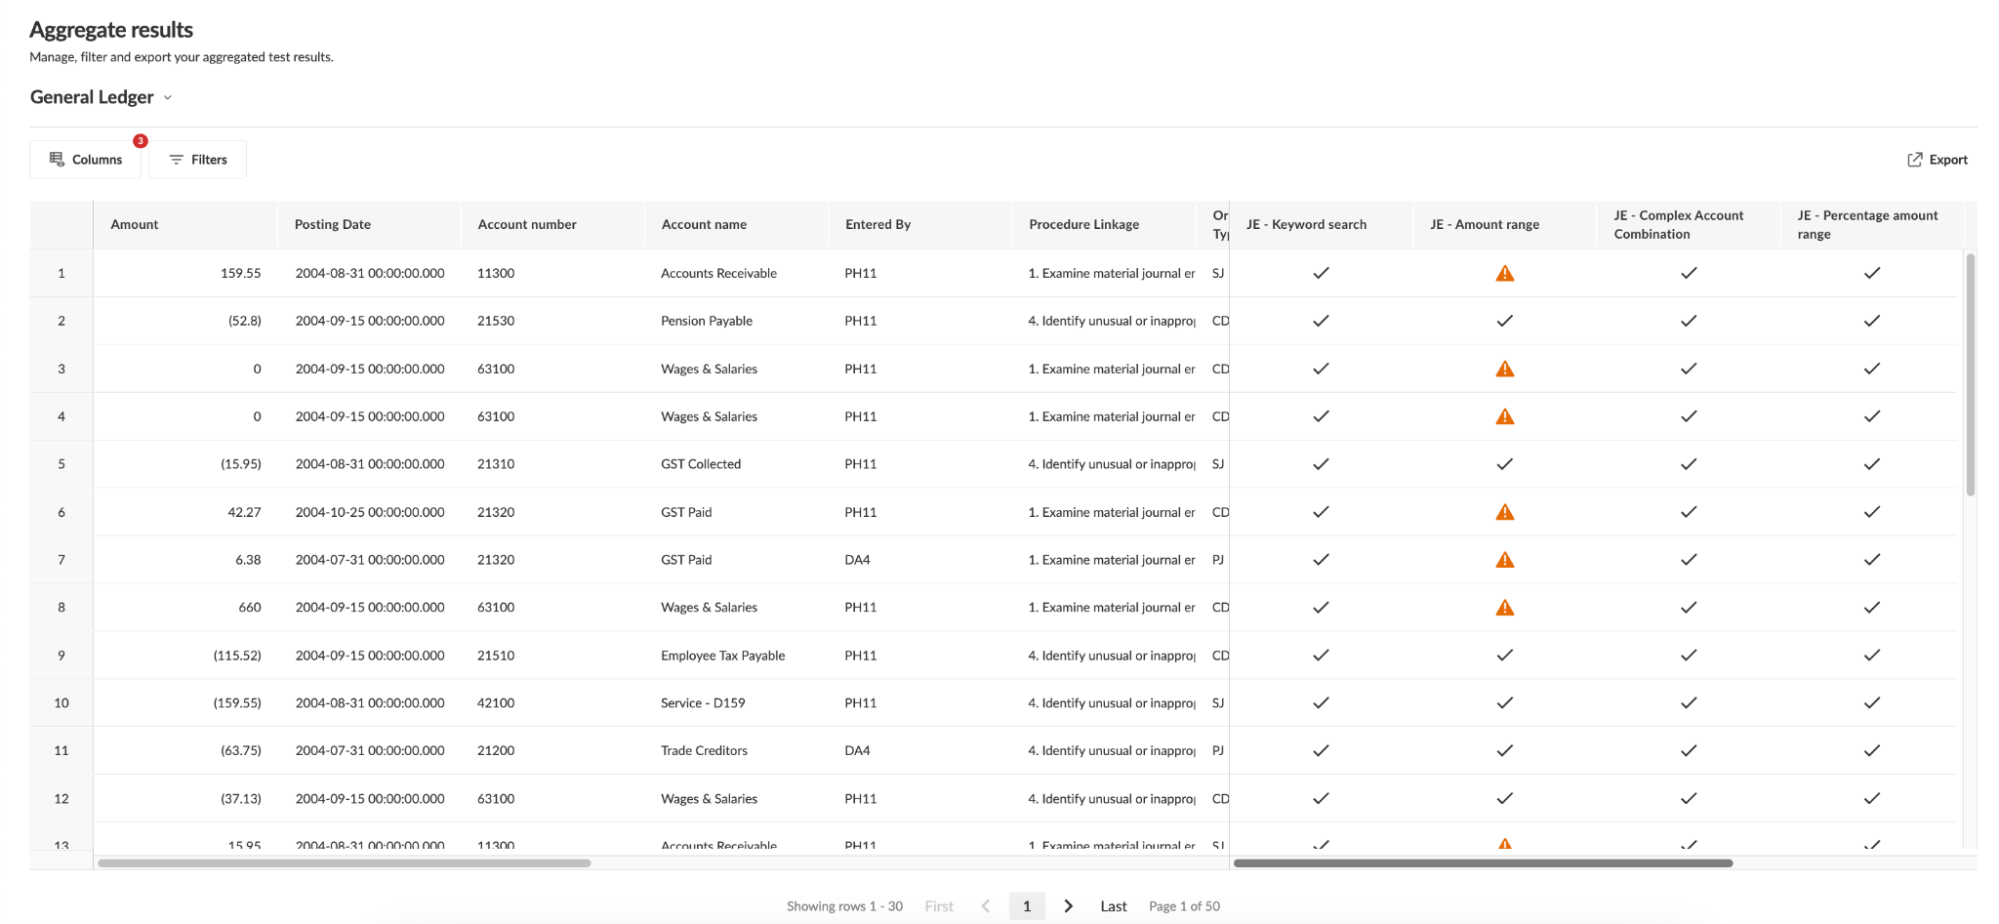 Aggregate results
Manage, filter and export your aggregated test results.
General Ledger
3
Columns Filters Export
Amount Posting Date Account number Account name Entered By Procedure Linkage Or JE - Keyword search JE - Amount range JE - Complex Account Combination JE - Percentage amount range
1 159.55 2004-08-31 00:00:00.000 11300 Accounts Receivable PH11 1. Examine material journal er SJ
2 (52.8) 2004-09-15 00:00:00.000 21530 Pension Payable PH11 4. Identify unusual or inapprop CD
3 0 2004-09-15 00:00:00.000 63100 Wages & Salaries PH11 1. Examine material journal er CD
4 0 2004-09-15 00:00:00.000 63100 Wages & Salaries PH11 1. Examine material journal er CD
5 (15.95) 2004-08-31 00:00:00.000 21310 GST Collected PH11 4. Identify unusual or inapprop SJ
6 42.27 2004-10-25 00:00:00.000 21320 GST Paid PH11 1. Examine material journal er CD
7 6.38 2004-07-31 00:00:00.000 21320 GST Paid DA4 1. Examine material journal er PJ
8 660 2004-09-15 00:00:00.000 63100 Wages & Salaries PH11 1. Examine material journal er CD
9 (115.52) 2004-09-15 00:00:00.000 21510 Employee Tax Payable PH11 4. Identify unusual or inapprop CD
10 (159.55) 2004-08-31 00:00:00.000 42100 Service - D159 PH11 4. Identify unusual or inapprop SJ
11 (63.75) 2004-07-31 00:00:00.000 21200 Trade Creditors DA4 4. Identify unusual or inapprop PJ
12 (37.13) 2004-09-15 00:00:00.000 63100 Wages & Salaries PH11 4. Identify unusual or inapprop CD
13 15.95 2004-08-31 00:00:00.000 11300 Accounts Receivable PH11 1. Examine material journal er SJ
Showing rows 1 - 30 First 1 Last Page 1 of 50